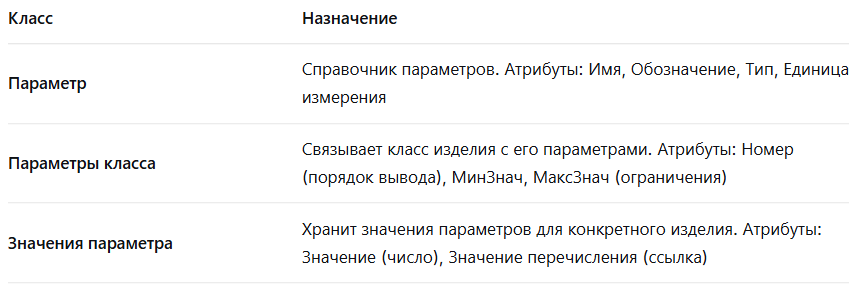 Класс Назначение
Параметр
Справочник параметров. Атрибуты: Имя, Обозначение, Тип, Единица
измерения
Параметры класса
Связывает класс изделия с его параметрами. Атрибуты: Номер
(порядок вывода), МинЗнач, МаксЗнач (ограничения)
Значения параметра
Хранит значения параметров для конкретного изделия. Атрибуты:
Значение (число), Значение перечисления (ссылка)